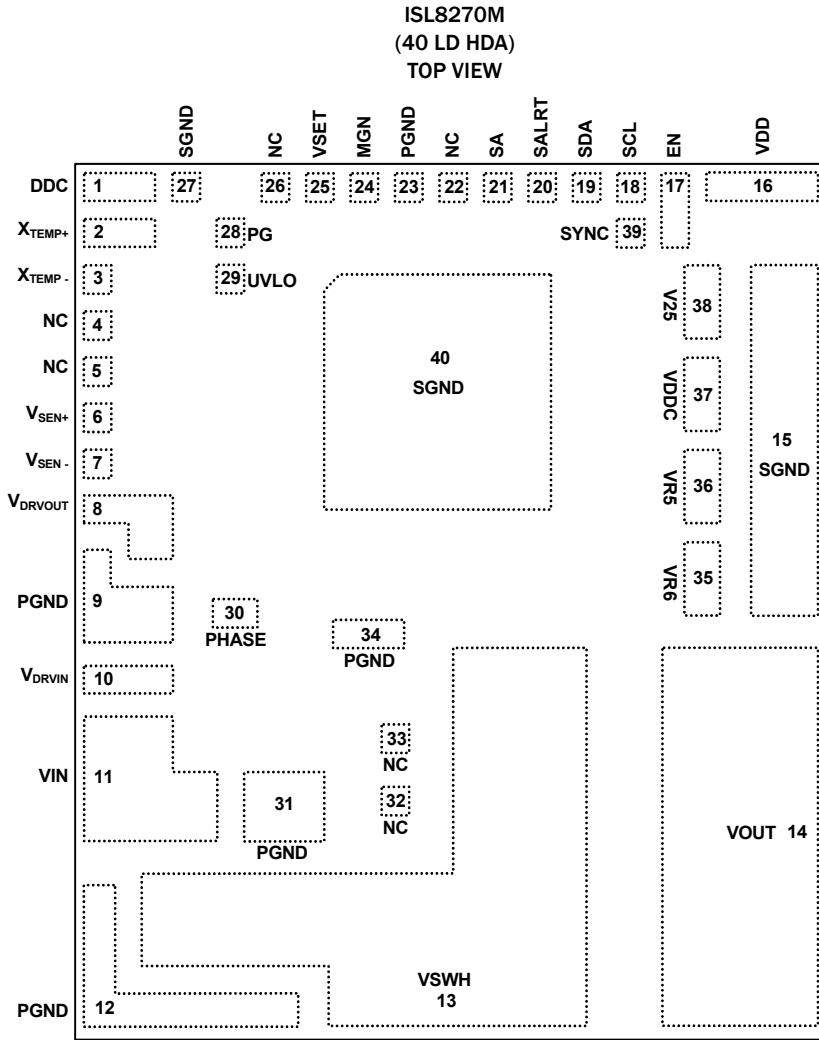 ISL8270M
(40 LD HDA)
TOP VIEW
SGND
NC
VSET
MGN
PGND
NC
SA
SALRT
SDA
SCL
EN
VDD
DDC 1 27 26 25 24 23 22 21 20 19 18 17 16
XTEMP+ 2 28 PG SYNC 39
XTEMP - 3 29 UVLO
V25 38
NC 4
40
SGND
NC 5
VDDC 37
VSEN+ 6
15
SGND
VSEN - 7
VR5 36
VDRVOUT 8
VR6 35
PGND 9
30
PHASE
34
PGND
VDRVIN 10
33
NC
VIN 11
31
PGND
32
NC
VOUT 14
VSWH
13
PGND 12